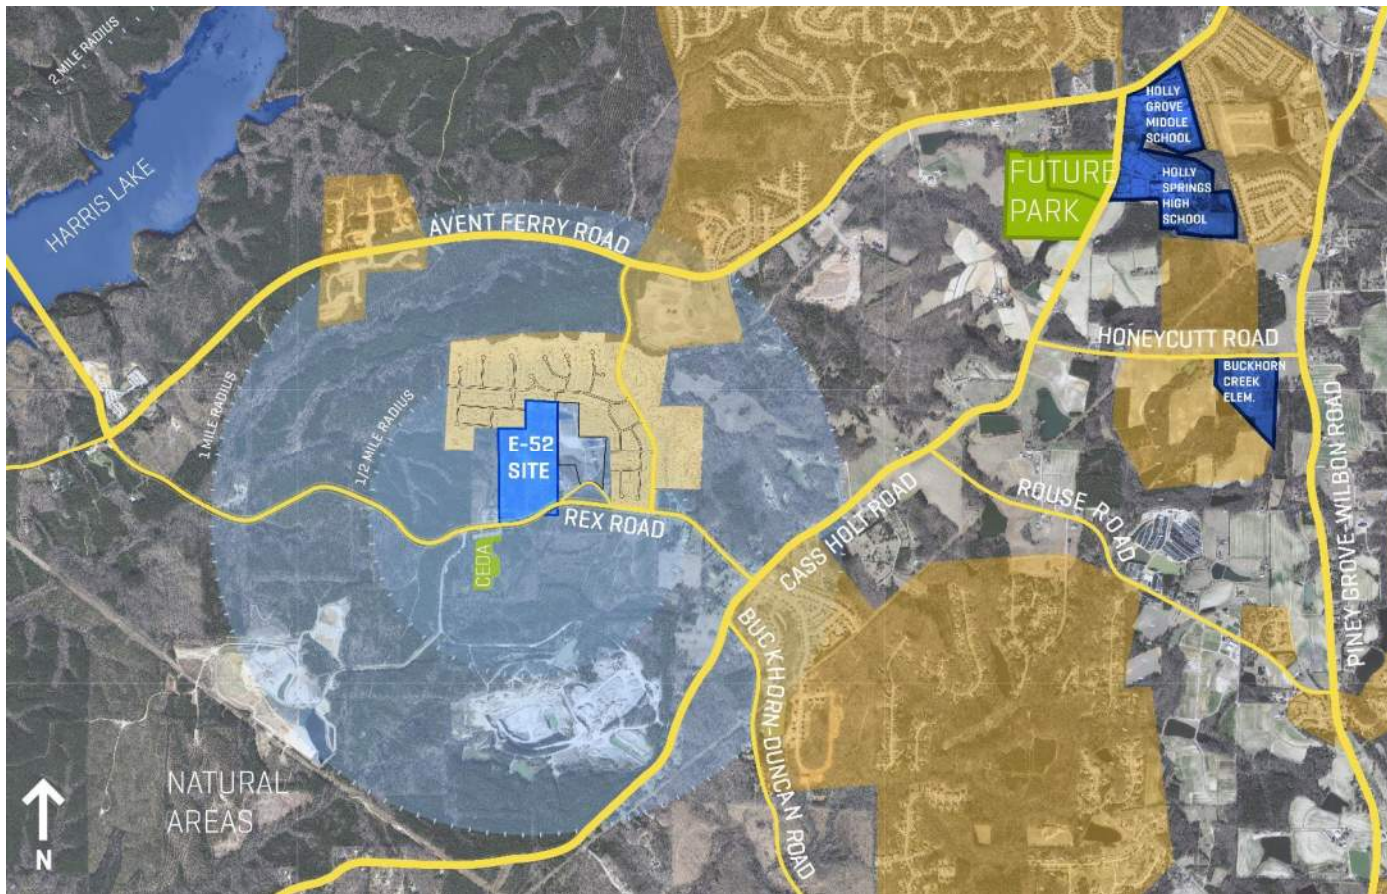 2 MILE RADIUS
HARRIS LAKE
HOLLY
GROVE
MIDDLE
SCHOOL
FUTURE
PARK
HOLLY
SPRINGS
HIGH
SCHOOL
AVENT FERRY ROAD
HONEYCUTT ROAD
BUCKHORN
CREEK
ELEM.
1 MILE RADIUS
1/2 MILE RADIUS
E-52
SITE
REX ROAD
CASS HOLT ROAD
ROUSE ROAD
PINEY GROVE-WILBON ROAD
CEDA
BUCKHORN-DUNCAN ROAD
NATURAL
AREAS
N